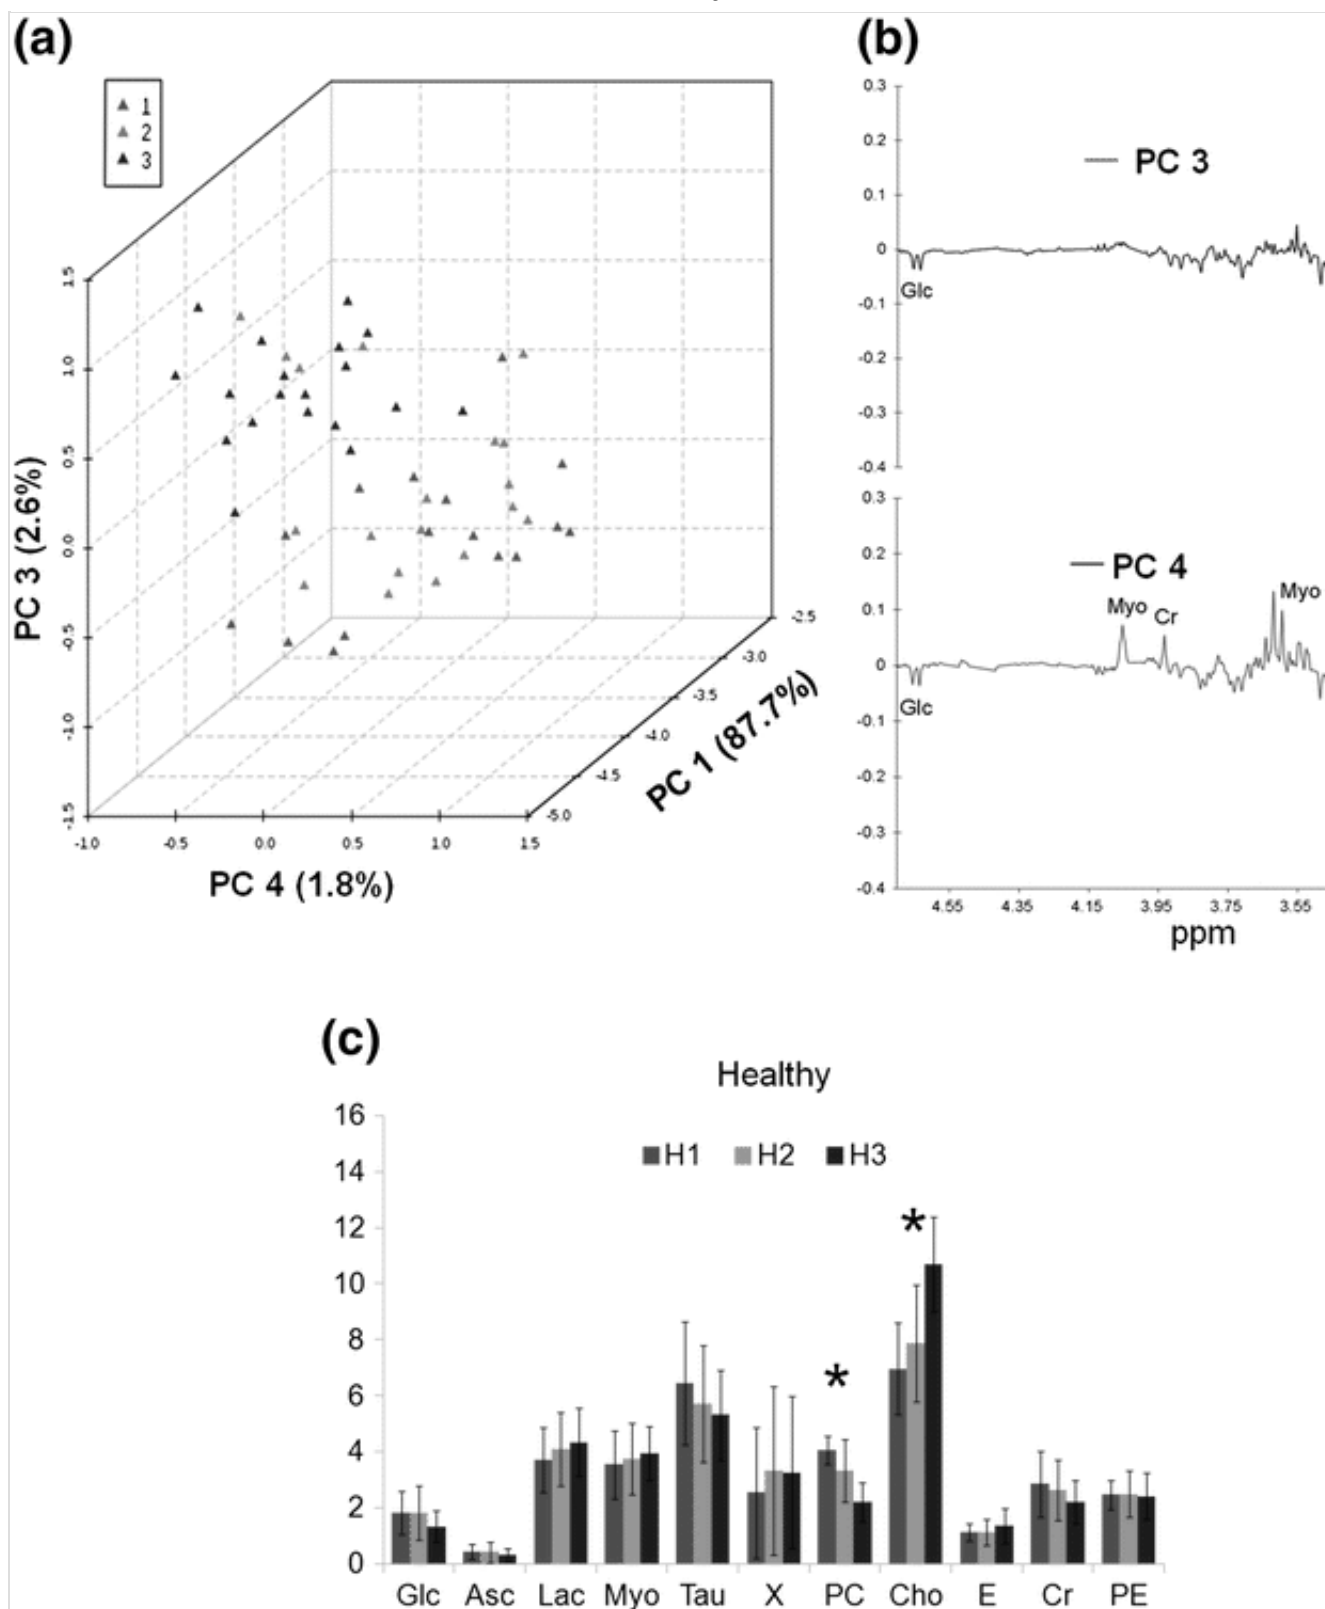 (a)
1
2
3
1.5
1.0
0.5
0.0
-0.5
-1.0
-1.5
PC 3 (2.6%)
-1.0 -0.5 0.0 0.5 1.0 1.5
PC 4 (1.8%)
-2.5
-3.0
-3.5
-4.0
-4.5
-5.0
PC 1 (87.7%)
(b)
0.3
0.2
0.1
0
-0.1
-0.2
-0.3
-0.4
PC 3
Glc
0.3
0.2
0.1
0
-0.1
-0.2
-0.3
-0.4
PC 4
Myo Cr Myo
Glc
4.55 4.35 4.15 3.95 3.75 3.55
ppm
(c)
Healthy
H1 H2 H3
16
14
12
10
8
6
4
2
0
* *
Glc Asc Lac Myo Tau X PC Cho E Cr PE